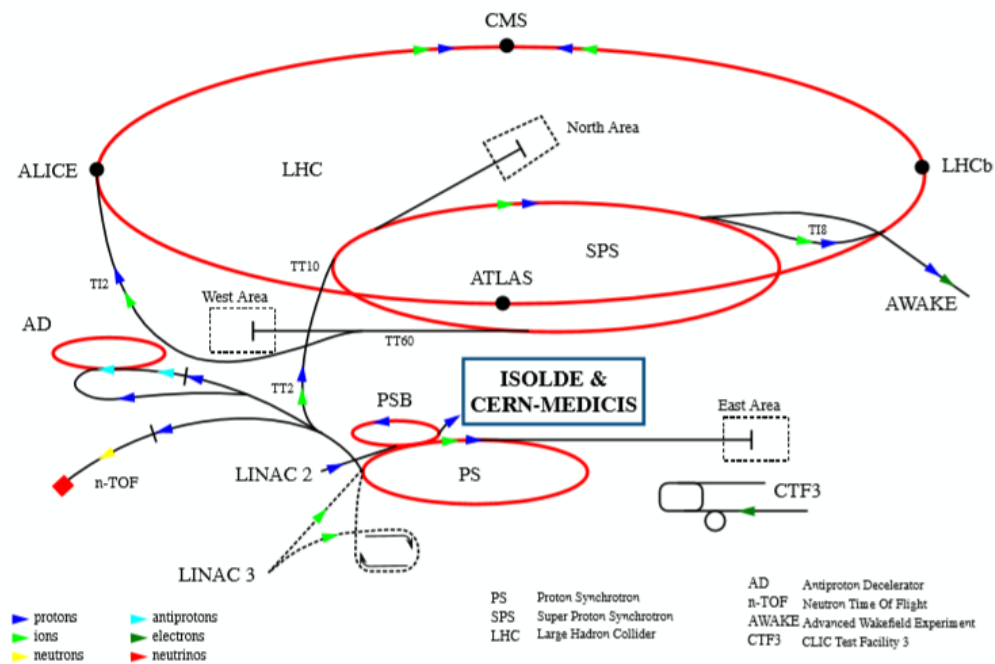 CMS
North Area
ALICE
LHC
LHCb
SPS
TI8
TT10
ATLAS
TI2
West Area
AWAKE
AD
TT60
ISOLDE &
CERN-MEDICIS
TT2
PSB
East Area
LINAC 2
PS
n-TOF
CTF3
LINAC 3
protons
ions
neutrons
antiprotons
electrons
neutrinos
PS Proton Synchrotron
SPS Super Proton Synchrotron
LHC Large Hadron Collider
AD Antiproton Decelerator
n-TOF Neutron Time Of Flight
AWAKE Advanced Wakefield Experiment
CTF3 CLIC Test Facility 3